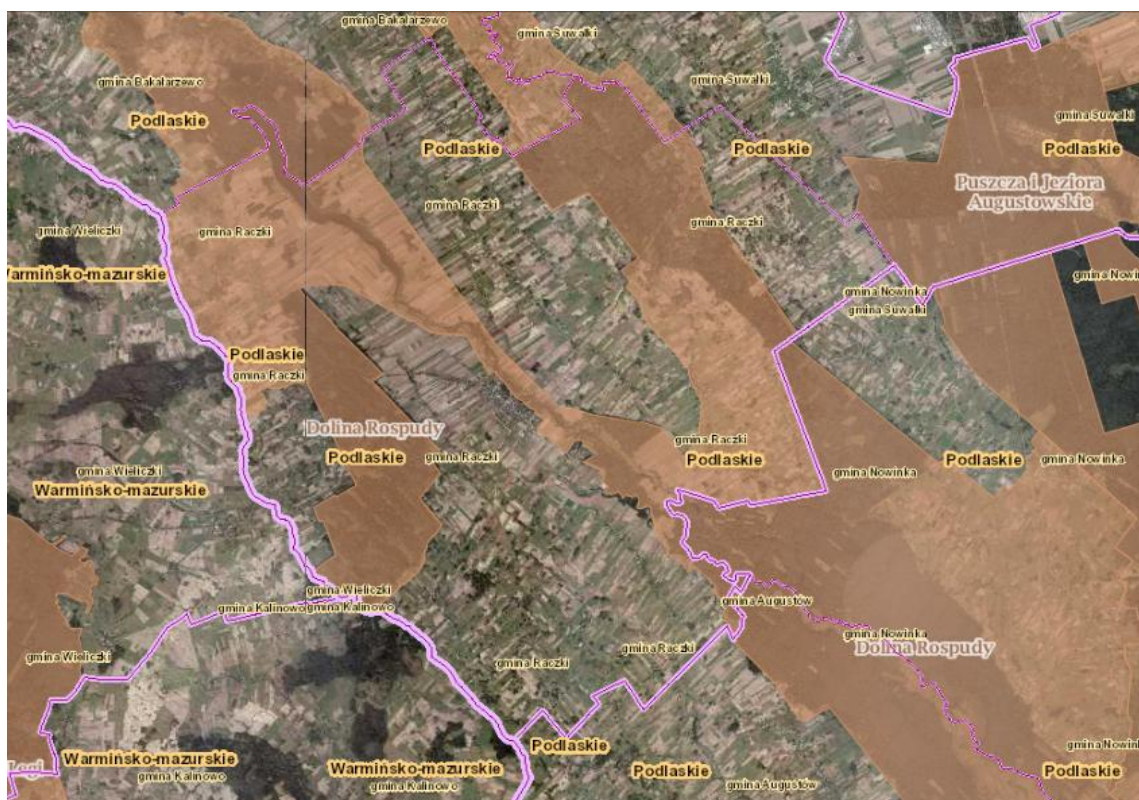 gmina Bakałarzewo
gmina Suwałki
gmina Bakałarzewo
gmina Suwałki
Podlaskie
gmina Suwałki
Podlaskie
Podlaskie
Podlaskie
Puszcza i Jeziora
Augustowskie
gmina Raczki
gmina Raczki
gmina Wieliczki
gmina Raczki
Warmińsko-mazurskie
gmina Nowinka
gmina Suwałki
Podlaskie
gmina Raczki
Dolina Rospudy
gmina Raczki
Podlaskie
gmina Raczki
Podlaskie
Podlaskie
gmina Nowinka
gmina Wieliczki
gmina Nowinka
Warmińsko-mazurskie
gmina Wieliczki
gmina Kalinowo
gmina Kalinowo
gmina Augustów
gmina Nowinka
Dolina Rospudy
gmina Wieliczki
gmina Raczki
gmina Raczki
Podlaskie
gmina Nowinka
Warmińsko-mazurskie
gmina Kalinowo
Warmińsko-mazurskie
gmina Kalinowo
Podlaskie
gmina Augustów
Podlaskie